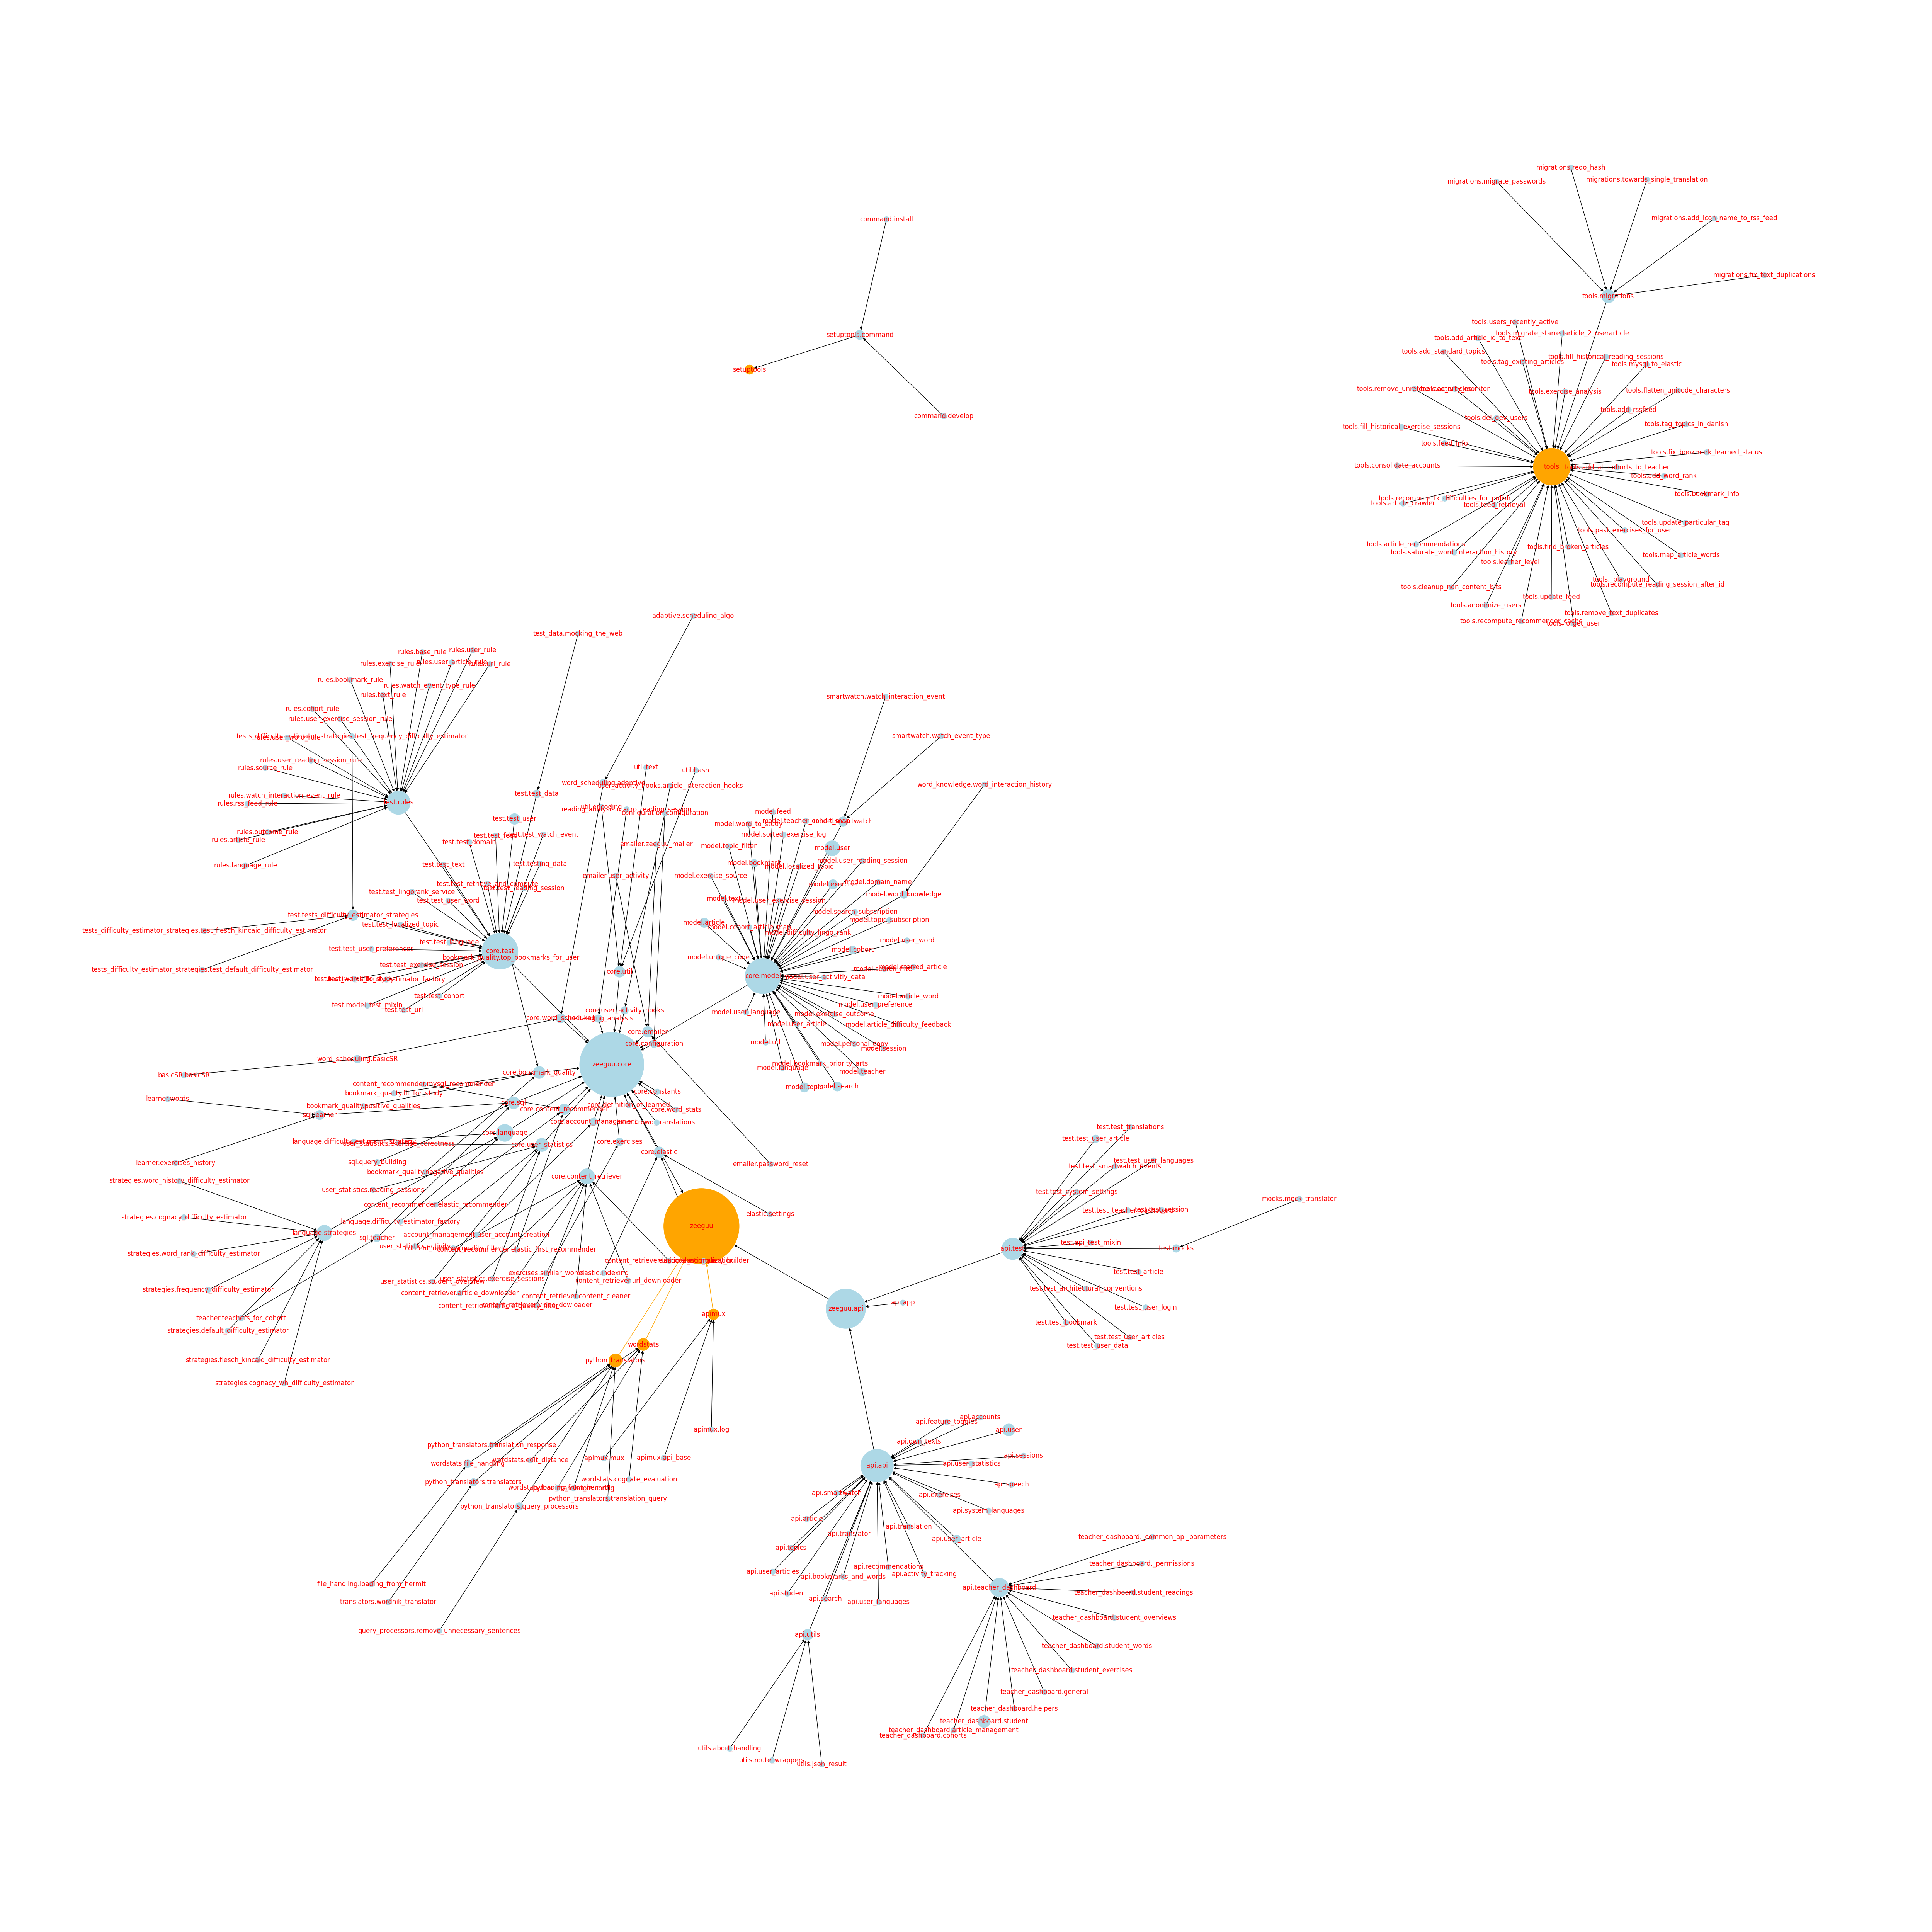 migrations.redo_hash
migrations.migrate_passwords
migrations.towards_single_translation
migrations.add_icon_name_to_rss_feed
migrations.fix_text_duplications
tools.migrations
command.install
setuptools.command
setuptools
command.develop
tools.users_recently_active
tools.migrate_starred_article_2_userarticle
tools.add_article_id_to_text
tools.add_standard_topics
tools.fill_historical_reading_sessions
tools.tag_existing_articles
tools.mysql_to_elastic
tools.exercise_analysis
tools.flatten_unicode_characters
tools.add_rssfeed
tools.del_dev_users
tools.tag_topics_in_danish
tools.fill_historical_exercise_sessions
tools.feed_info
tools.fix_bookmark_learned_status
tools.consolidate_accounts
tools
tools.add_all_cohorts_to_teacher
tools.add_word_rank
tools.bookmark_info
tools.recompute_fk_difficulties_for_polish
tools.article_crawler
tools.feed_retrieval
tools.update_particular_tag
tools.past_exercises_for_user
tools.article_recommendations
tools.find_broken_articles
tools.saturate_word_interaction_history
tools.map_article_words
tools.learner_level
tools._playground
tools.recompute_reading_session_after_id
tools.cleanup_non_content_bits
tools.update_feed
tools.anonimize_users
tools.remove_text_duplicates
tools.recompute_recommender_cache
tools.forget_user
adaptive.scheduling_algo
test_data.mocking_the_web
rules.user_rule
rules.base_rule
rules.user_article_rule
rules.url_rule
rules.exercise_rule
rules.bookmark_rule
rules.watch_event_type_rule
rules.text_rule
rules.cohort_rule
rules.user_exercise_session_rule
tests_difficulty_estimator_strategies.test_frequency_difficulty_extimator
rules.user_word_rule
rules.user_reading_session_rule
rules.source_rule
rules.watch_interaction_event_rule
rules.rss_feed_rule
test.rules
rules.outcome_rule
rules.article_rule
rules.language_rule
smartwatch.watch_interaction_event
smartwatch.watch_event_type
word_knowledge.word_interaction_history
util.text
util.hash
word_scheduling.adaptive
user_activity_hooks.article_interaction_hooks
test.test_data
util.encoding
reading_analysis.macro_reading_session
configuration.configuration
test.test_user
test.test_feed
test.test_watch_event
test.test_domain
emailer.zeeguu_mailer
test.test_text
test.testing_data
emailer.user_activity
test.test_retrieve_and_compute
test.test_reading_session
test.test_lingorank_service
test.test_user_word
test.tests_difficulty_estimator_strategies
test.test_localized_topic
tests_difficulty_estimator_strategies.test_flesch_kincaid_difficulty_estimator
test.test_language
test.test_user_preferences
core.test
bookmark_quality.top_bookmarks_for_user
test.test_exercise_session
tests_difficulty_estimator_strategies.test_default_difficulty_estimator
test.test_cohort
test.model_test_mixin
test.test_url
model.feed
model.teacher_cohort_map
model.smartwatch
model.word_to_study
model.sorted_exercise_log
model.topic_filter
model.user
model.bookmark
model.localized_topic
model.user_reading_session
model.exercise_source
model.exercise
model.domain_name
model.text
model.user_exercise_session
model.word_knowledge
model.search_subscription
model.article
model.topic_subscription
model.cohort_article_map
model.difficulty_lingo_rank
model.user_word
model.cohort
model.unique_code
model.starred_article
core.model
model.user_activitiy_data
model.article_word
model.user_preference
model.user_language
model.exercise_outcome
model.user_article
model.article_difficulty_feedback
model.url
model.personal_copy
model.session
model.bookmark_priority_arts
model.language
model.teacher
model.topic
model.search
core.util
core.user_activity_hooks
core.word_scheduling
core.reading_analysis
core.emailer
core.configuration
word_scheduling.basicSR
zeeguu.core
core.bookmark_quality
basicSR.basicSR
content_recommender.mysql_recommender
bookmark_quality.fit_for_study
core.constants
learner.words
core.sql
bookmark_quality.positive_qualities
core.definition_of_learned
core.content_recommender
core.word_stats
sql.learner
core.account_management
core.crowd_translations
core.language
language.difficulty_estimator_strategy
user_statistics.exercise_corectness
core.user_statistics
core.exercises
core.elastic
learner.exercises_history
sql.query_building
emailer.password_reset
bookmark_quality.negative_qualities
core.content_retriever
strategies.word_history_difficulty_estimator
user_statistics.reading_sessions
content_recommender.elastic_recommender
elastic.settings
strategies.cognacy_difficulty_estimator
language.difficulty_estimator_factory
zeeguu
language.strategies
account_management.user_account_creation
sql.teacher
user_statistics.activity
content_recommender.elastic_first_recommender
strategies.word_rank_difficulty_estimator
exercises.similar_words
elastic.indexing
user_statistics.exercise_sessions
user_statistics.student_overview
content_retriever.url_downloader
strategies.frequency_difficulty_estimator
content_retriever.article_downloader
content_retriever.content_cleaner
teacher.teachers_for_cohort
strategies.default_difficulty_estimator
apimux
zeeguu.api
api.app
wordstats
python_translators
strategies.flesch_kincaid_difficulty_estimator
strategies.cognacy_wh_difficulty_estimator
test.test_translations
test.test_user_article
test.test_user_languages
test.test_smartwatch_events
test.test_system_settings
mocks.mock_translator
test.test_teacher_dashboard
test.test_session
api.test
test.api_test_mixin
test.mocks
test.test_article
test.test_architectural_conventions
test.test_user_login
test.test_bookmark
test.test_user_articles
test.test_user_data
api.accounts
api.feature_toggles
api.user
apimux.log
api.own_texts
python_translators.translation_response
wordstats.edit_distance
wordstats.file_handling
apimux.mux
apimux.api_base
api.sessions
api.api
api.user_statistics
wordstats.cognate_evaluation
python_translators.translators
api.speech
api.smartwatch
api.exercises
python_translators.translation_query
python_translators.query_processors
api.system_languages
api.article
api.translation
api.translator
api.user_article
teacher_dashboard._common_api_parameters
api.topics
teacher_dashboard._permissions
api.recommendations
api.user_articles
api.activity_tracking
api.bookmarks_and_words
file_handling.loading_from_hermit
api.teacher_dashboard
teacher_dashboard.student_readings
api.student
api.search
translators.wordnik_translator
api.user_languages
teacher_dashboard.student_overviews
query_processors.remove_unnecessary_sentences
api.utils
teacher_dashboard.student_words
teacher_dashboard.student_exercises
teacher_dashboard.general
teacher_dashboard.helpers
teacher_dashboard.student
teacher_dashboard.article_management
teacher_dashboard.cohorts
utils.abort_handling
utils.route_wrappers
utils.json_result